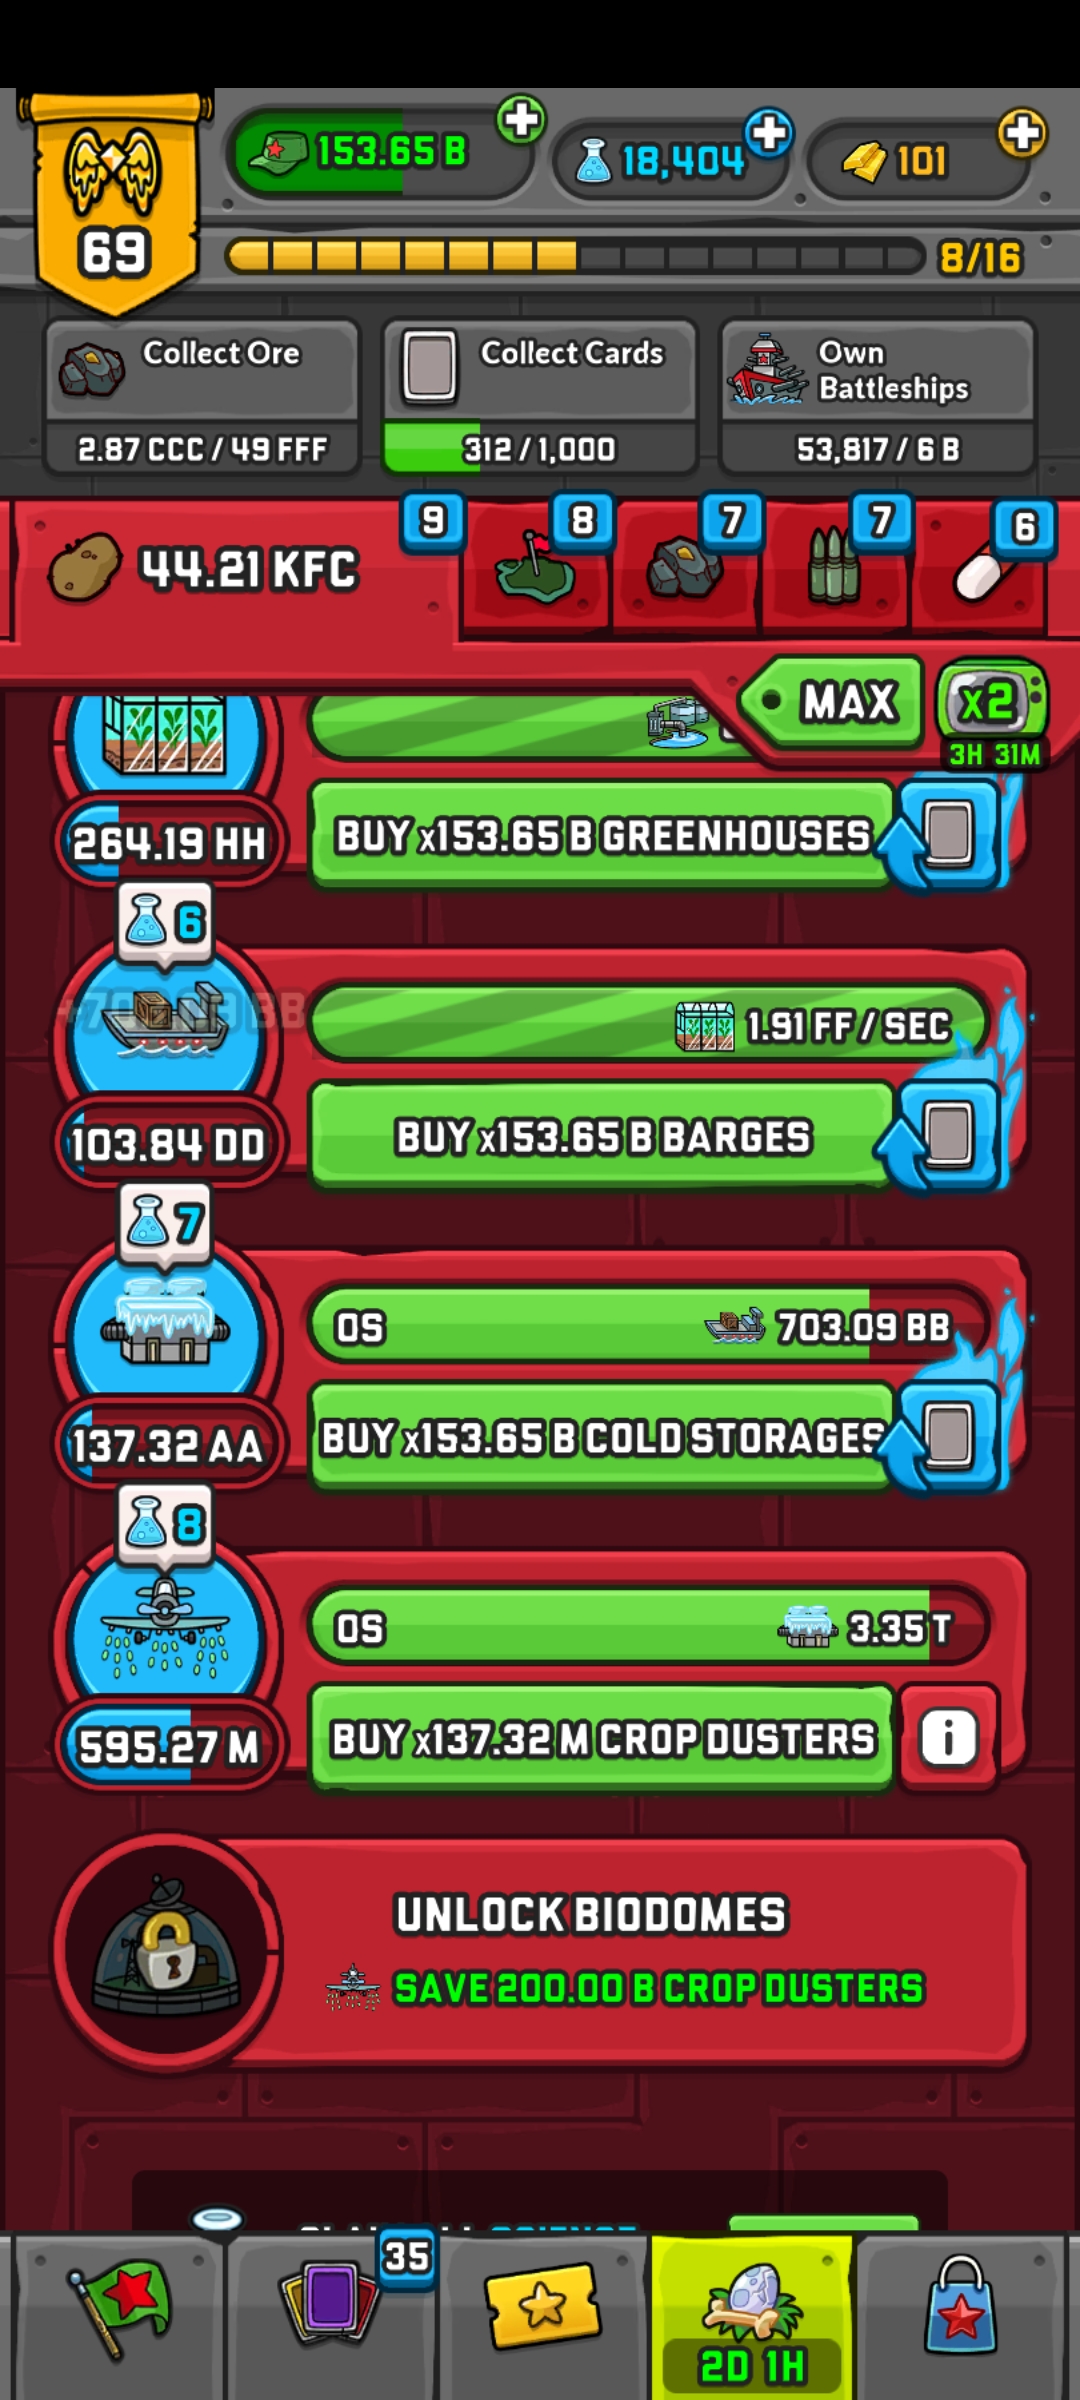 153.65 B
18,404
101
69
8/16
Collect Ore
2.87 CCC / 49 FFF
Collect Cards
312 / 1,000
Own
Battleships
53,817 / 6 B
44.21 KFC
9
8
7
7
6
MAX
x2
3H 31M
264.19 HH
BUY x153.65 B GREENHOUSES
6
1.91 FF / SEC
103.84 DD
BUY x153.65 B BARGES
7
0S
703.09 BB
137.32 AA
BUY x153.65 B COLD STORAGES
8
0S
3.35 T
595.27 M
BUY x137.32 M CROP DUSTERS
i
UNLOCK BIODOMES
SAVE 200.00 B CROP DUSTERS
35
2D 1H